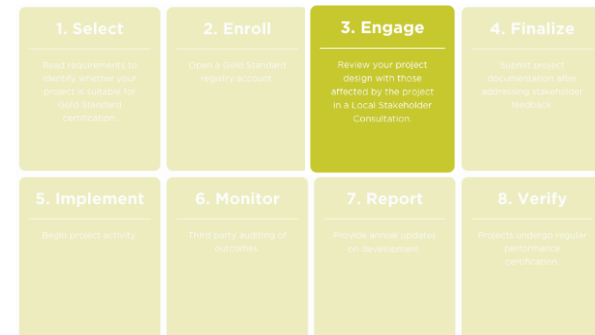 1. Select
Read requirements to
identify whether your
project is suitable for
Gold Standard
certification.
2. Enroll
Open a Gold Standard
registry account.
3. Engage
Review your project
design with those
affected by the project
in a Local Stakeholder
Consultation.
4. Finalize
Submit project
documentation after
addressing stakeholder
feedback.
5. Implement
Begin project activity.
6. Monitor
Third party auditing of
outcomes.
7. Report
Provide annual updates
on development.
8. Verify
Projects undergo regular
performance
certification.